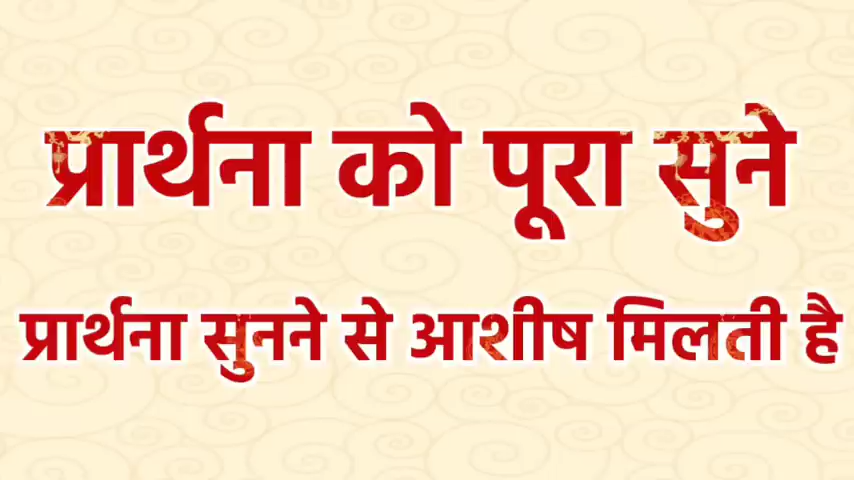 प्रार्थना को पूरा सुने
प्रार्थना सुनने से आशीष मिलती है